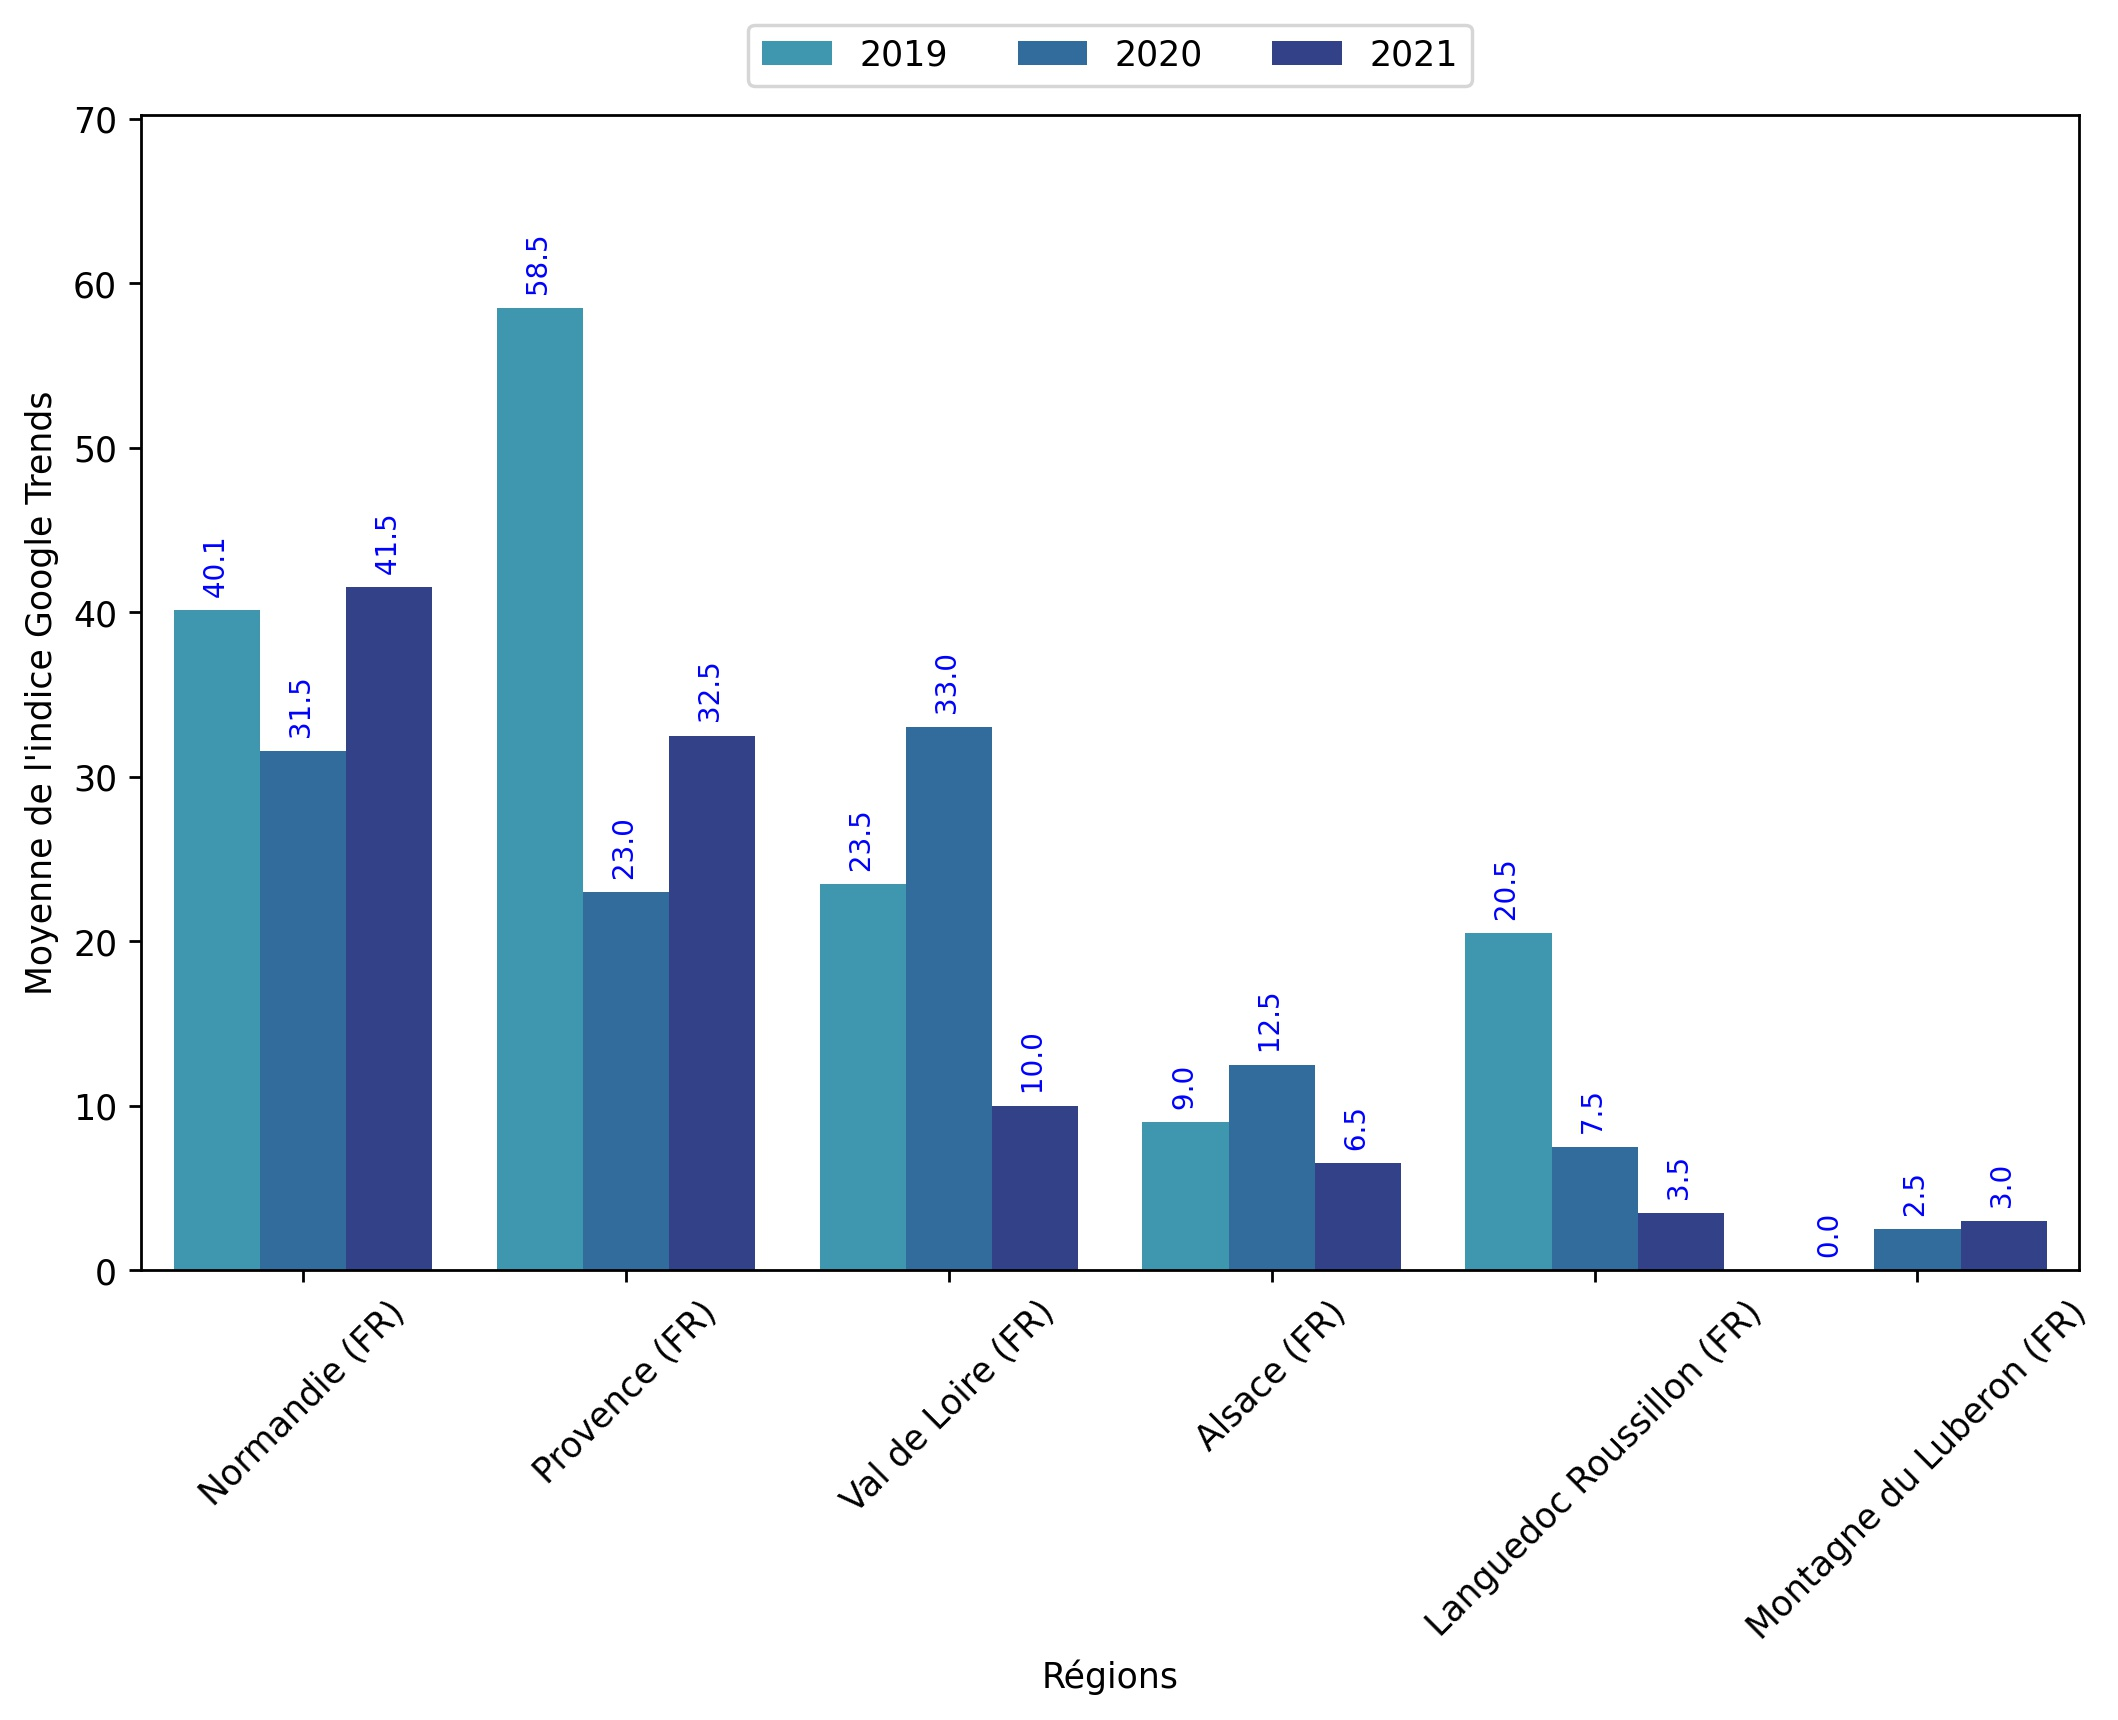 2019 2020 2021
Moyenne de l'indice Google Trends
70
60
50
40
30
20
10
0
40.1
31.5
41.5
58.5
23.0
32.5
23.5
33.0
10.0
9.0
12.5
6.5
20.5
7.5
3.5
0.0
2.5
3.0
Normandie (FR)
Provence (FR)
Val de Loire (FR)
Alsace (FR)
Languedoc Roussillon (FR)
Montagne du Luberon (FR)
Régions